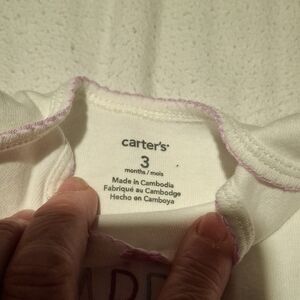 carter's
3
months / mois
Made in Cambodia
Fabriqué au Cambodge
Hecho en Camboya